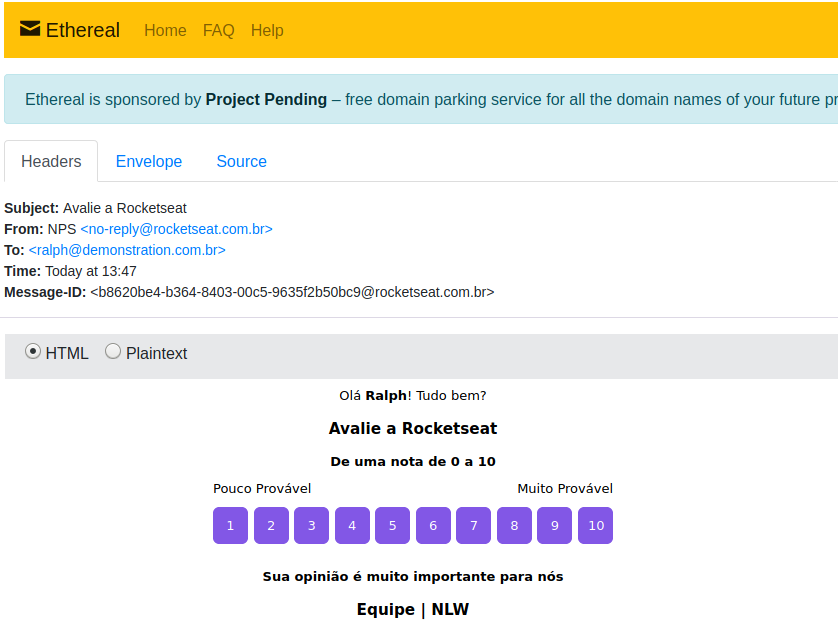 Ethereal Home FAQ Help
Ethereal is sponsored by Project Pending – free domain parking service for all the domain names of your future pr
Headers Envelope Source
Subject: Avalie a Rocketseat
From: NPS <no-reply@rocketseat.com.br>
To: <ralph@demonstration.com.br>
Time: Today at 13:47
Message-ID: <b8620be4-b364-8403-00c5-9635f2b50bc9@rocketseat.com.br>
HTML Plaintext
Olá Ralph! Tudo bem?
Avalie a Rocketseat
De uma nota de 0 a 10
Pouco Provável Muito Provável
1 2 3 4 5 6 7 8 9 10
Sua opinião é muito importante para nós
Equipe | NLW